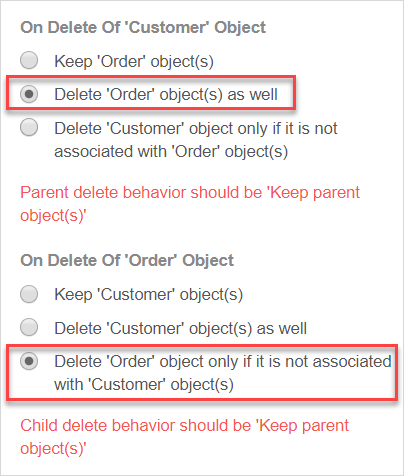 On Delete Of 'Customer' Object
Keep 'Order' object(s)
Delete 'Order' object(s) as well
Delete 'Customer' object only if it is not
associated with 'Order' object(s)
Parent delete behavior should be 'Keep parent
object(s)'
On Delete Of 'Order' Object
Keep 'Customer' object(s)
Delete 'Customer' object(s) as well
Delete 'Order' object only if it is not associated
with 'Customer' object(s)
Child delete behavior should be 'Keep parent
object(s)'